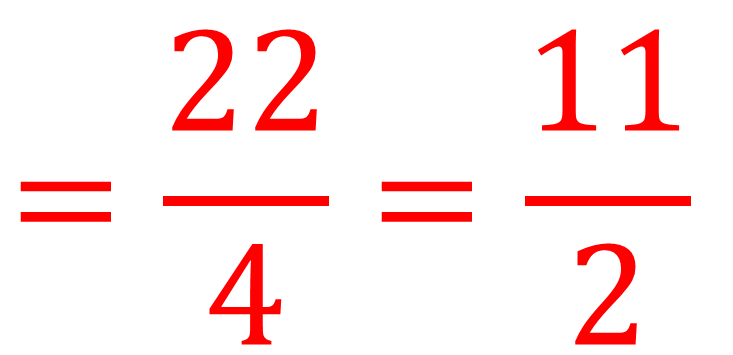 = 22/4 = 11/2